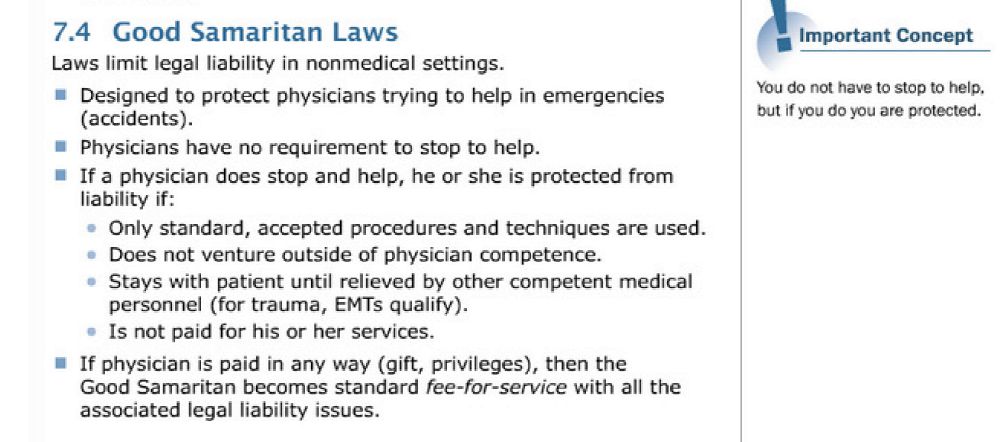 7.4 Good Samaritan Laws
Laws limit legal liability in nonmedical settings.
■ Designed to protect physicians trying to help in emergencies
(accidents).
■ Physicians have no requirement to stop to help.
■ If a physician does stop and help, he or she is protected from
liability if:
• Only standard, accepted procedures and techniques are used.
• Does not venture outside of physician competence.
• Stays with patient until relieved by other competent medical
personnel (for trauma, EMTs qualify).
• Is not paid for his or her services.
■ If physician is paid in any way (gift, privileges), then the
Good Samaritan becomes standard fee-for-service with all the
associated legal liability issues.
! Important Concept
You do not have to stop to help,
but if you do you are protected.